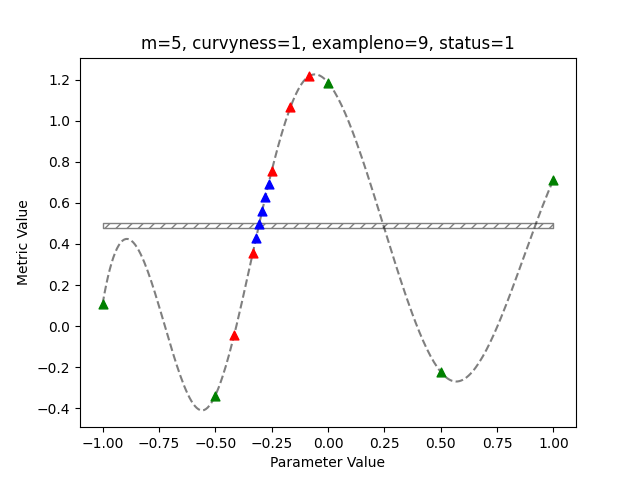 m=5, curvyness=1, exampleno=9, status=1
Metric Value
1.2
1.0
0.8
0.6
0.4
0.2
0.0
−0.2
−0.4
−1.00 −0.75 −0.50 −0.25 0.00 0.25 0.50 0.75 1.00
Parameter Value